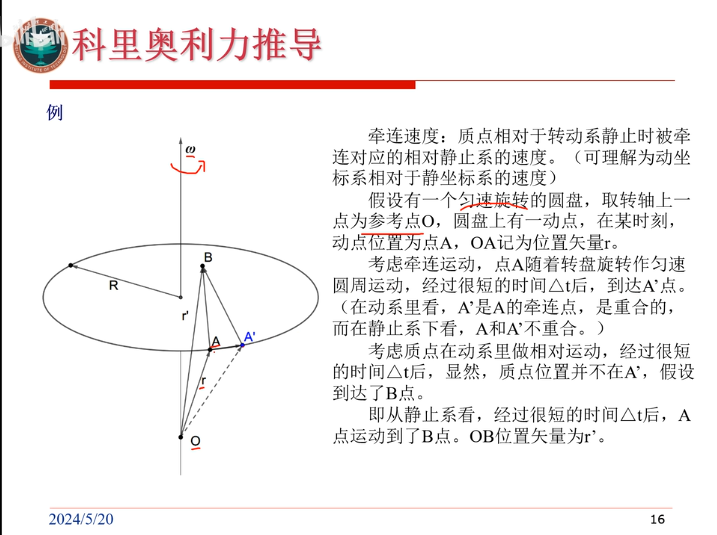 科里奥利力推导
例
ω
B
R
r'
A
A'
r
O
牵连速度：质点相对于转动系静止时被牵
连对应的相对静止系的速度。（可理解为动坐
标系相对于静坐标系的速度）
假设有一个匀速旋转的圆盘，取转轴上一
点为参考点O，圆盘上有一动点，在某时刻，
动点位置为点A，OA记为位置矢量r。
考虑牵连运动，点A随着转盘旋转作匀速
圆周运动，经过很短的时间△t后，到达A’点。
（在动系里看，A’是A的牵连点，是重合的，
而在静止系下看，A和A’不重合。）
考虑质点在动系里做相对运动，经过很短
的时间△t后，显然，质点位置并不在A’，假设
到达了B点。
即从静止系看，经过很短的时间△t后，A
点运动到了B点。OB位置矢量为r’。
2024/5/20
16